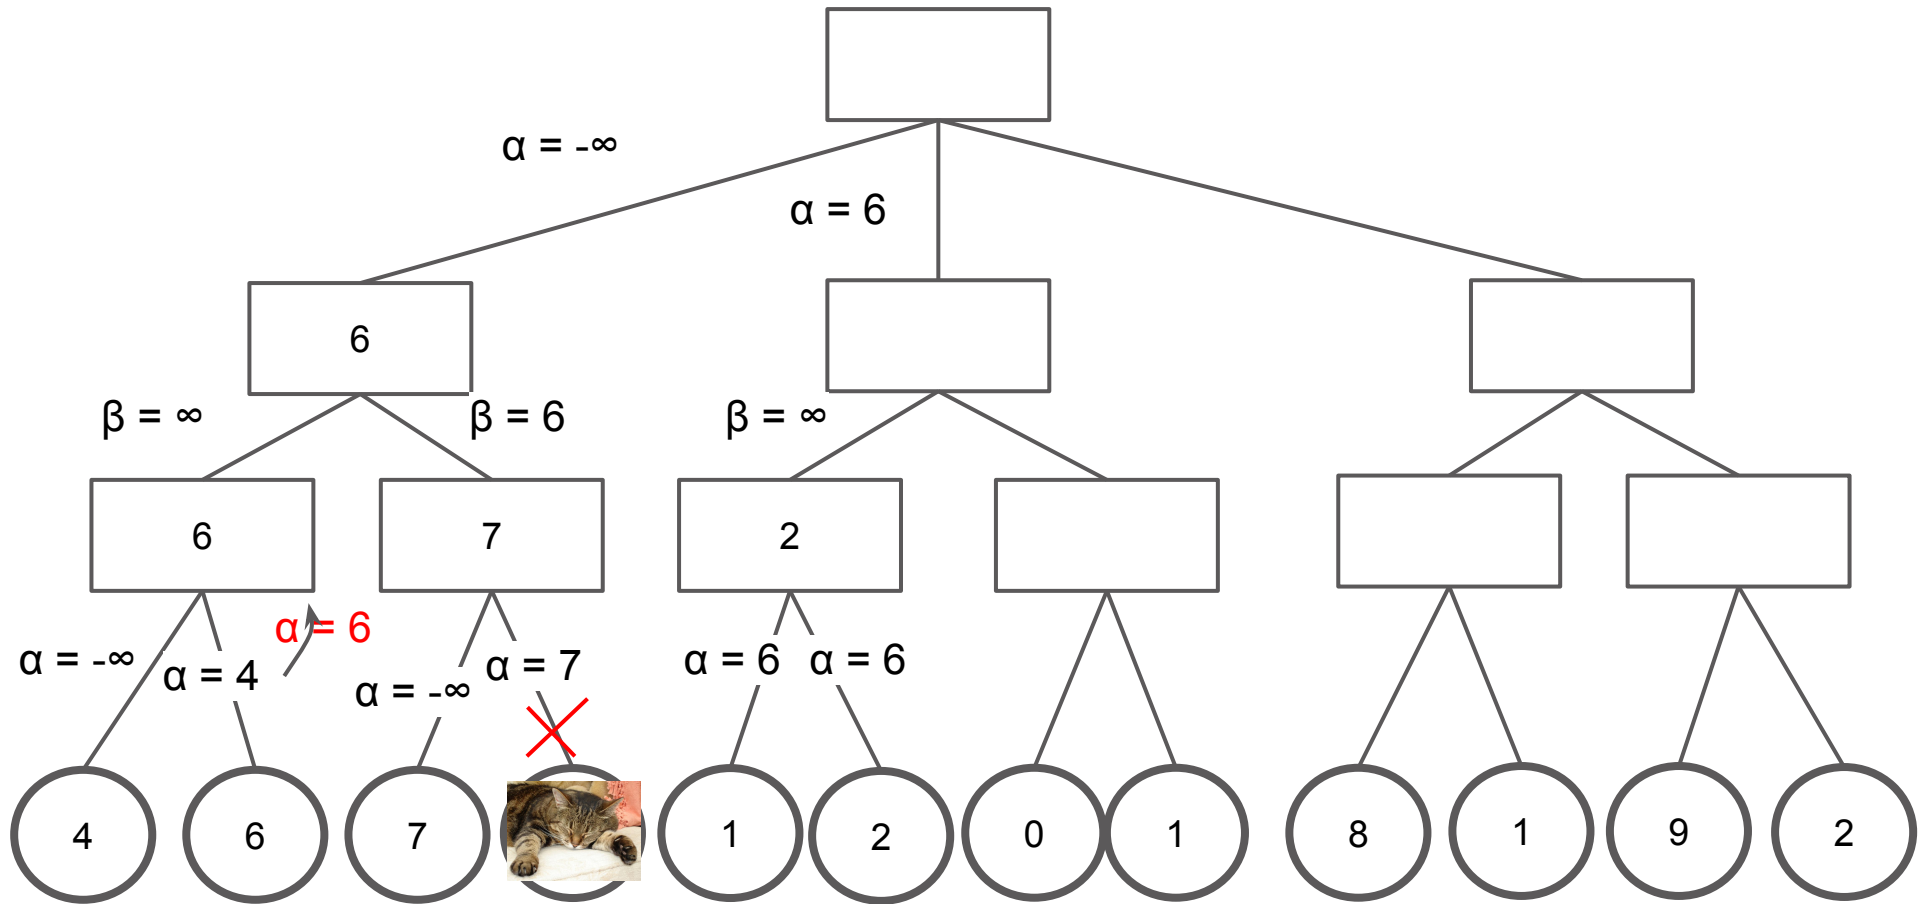 α = -∞
α = 6
6
β = ∞
β = 6
β = ∞
6
7
2
α = 6
α = -∞
α = 4
α = -∞
α = 7
α = 6
α = 6
4
6
7
1
2
0
1
8
1
9
2